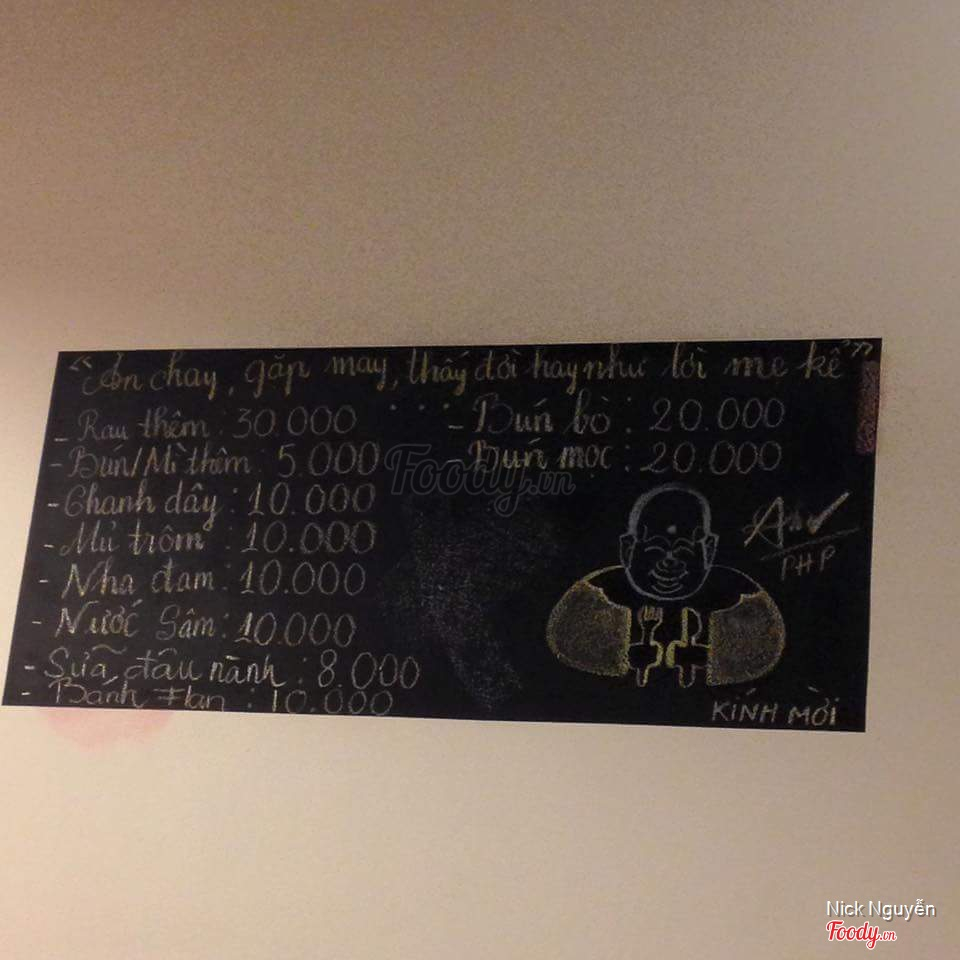 “Ăn chay, gặp may, thấy đời hay như lời mẹ kể”
- Rau thêm: 30.000
- Bún/Mì thêm: 5.000
- Chanh dây: 10.000
- Mủ trôm: 10.000
- Nha đam: 10.000
- Nước Sâm: 10.000
- Sữa đậu nành: 8.000
- Bánh Flan: 10.000
- Bún bò: 20.000
Bún mọc: 20.000
PHP
KÍNH MỜI
Foody.vn
Nick Nguyễn
Foody.vn